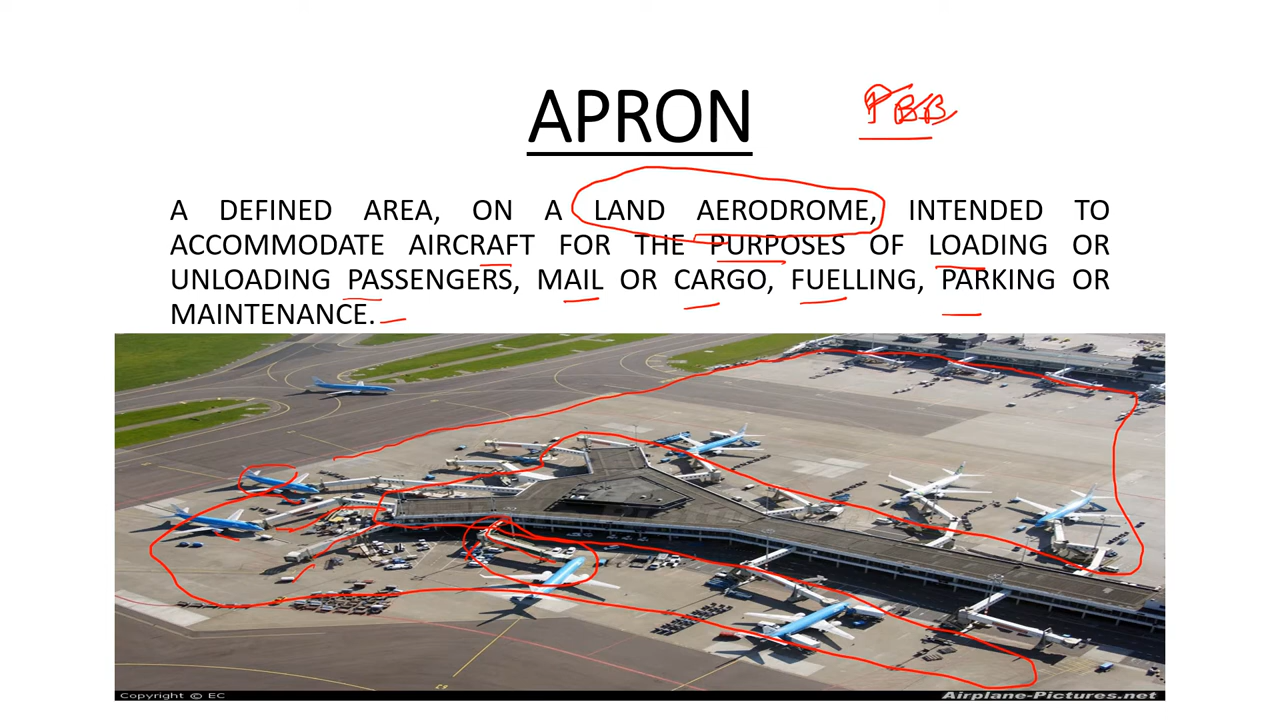 APRON
PBB
A DEFINED AREA, ON A LAND AERODROME, INTENDED TO
ACCOMMODATE AIRCRAFT FOR THE PURPOSES OF LOADING OR
UNLOADING PASSENGERS, MAIL OR CARGO, FUELLING, PARKING OR
MAINTENANCE.
Copyright © EC
Airplane-Pictures.net